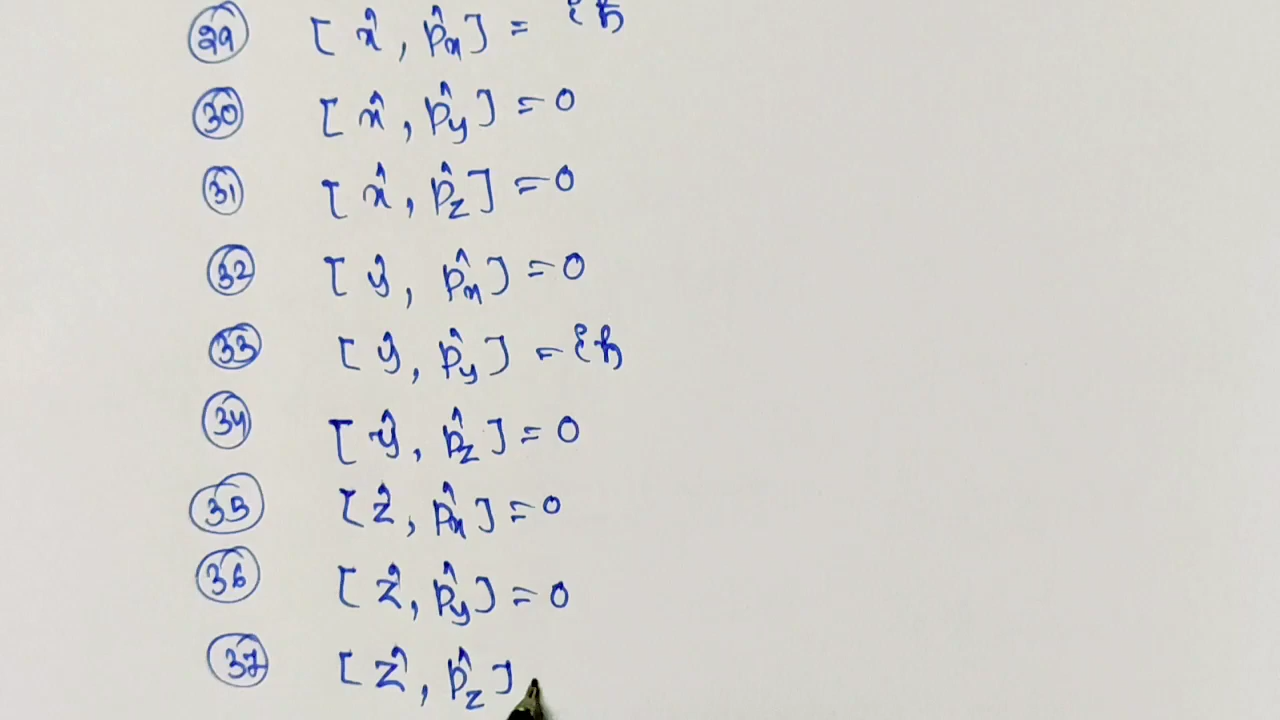 29 [x̂, p̂x] = iħ
30 [x̂, p̂y] = 0
31 [x̂, p̂z] = 0
32 [ŷ, p̂x] = 0
33 [ŷ, p̂y] = iħ
34 [ŷ, p̂z] = 0
35 [ẑ, p̂x] = 0
36 [ẑ, p̂y] = 0
37 [ẑ, p̂z]